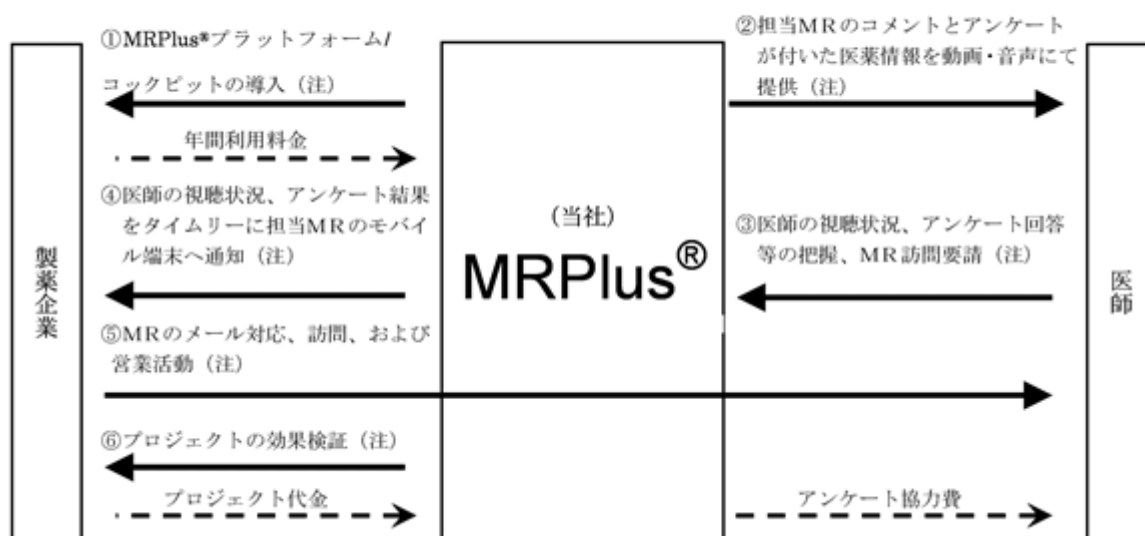 ①MRPlus®プラットフォーム/
コックピットの導入（注）
年間利用料金
④医師の視聴状況、アンケート結果
をタイムリーに担当MRのモバイ
ル端末へ通知（注）
⑤MRのメール対応、訪問、および
営業活動（注）
⑥プロジェクトの効果検証（注）
プロジェクト代金
製薬企業
（当社）
MRPlus®
②担当MRのコメントとアンケート
が付いた医薬情報を動画・音声にて
提供（注）
③医師の視聴状況、アンケート回答
等の把握、MR訪問要請（注）
アンケート協力費
医師